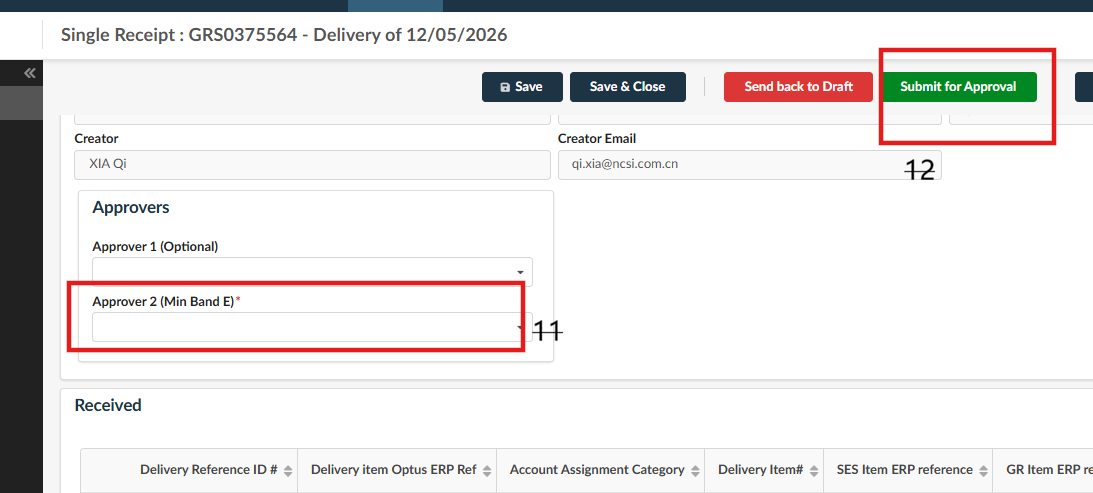 Single Receipt : GRS0375564 - Delivery of 12/05/2026
Save
Save & Close
Send back to Draft
Submit for Approval
Creator
Creator Email
XIA Qi
qi.xia@ncsi.com.cn
12
Approvers
Approver 1 (Optional)
Approver 2 (Min Band E)*
11
Received
Delivery Reference ID #
Delivery item Optus ERP Ref
Account Assignment Category
Delivery Item#
SES Item ERP reference
GR Item ERP re